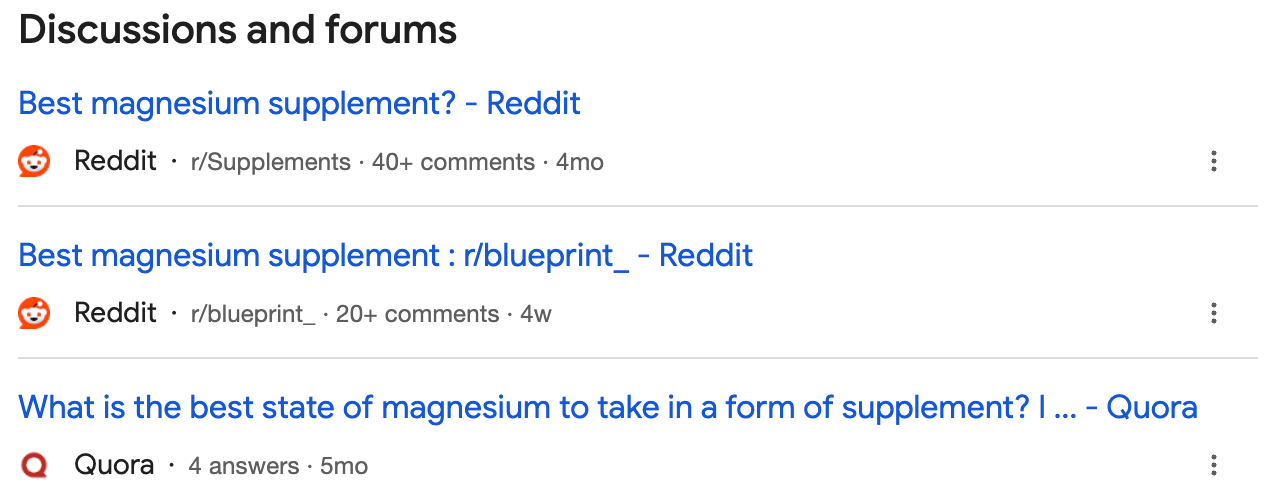 Discussions and forums
Best magnesium supplement? - Reddit
Reddit · r/Supplements · 40+ comments · 4mo
Best magnesium supplement : r/blueprint_ - Reddit
Reddit · r/blueprint_ · 20+ comments · 4w
What is the best state of magnesium to take in a form of supplement? I ... - Quora
Quora · 4 answers · 5mo